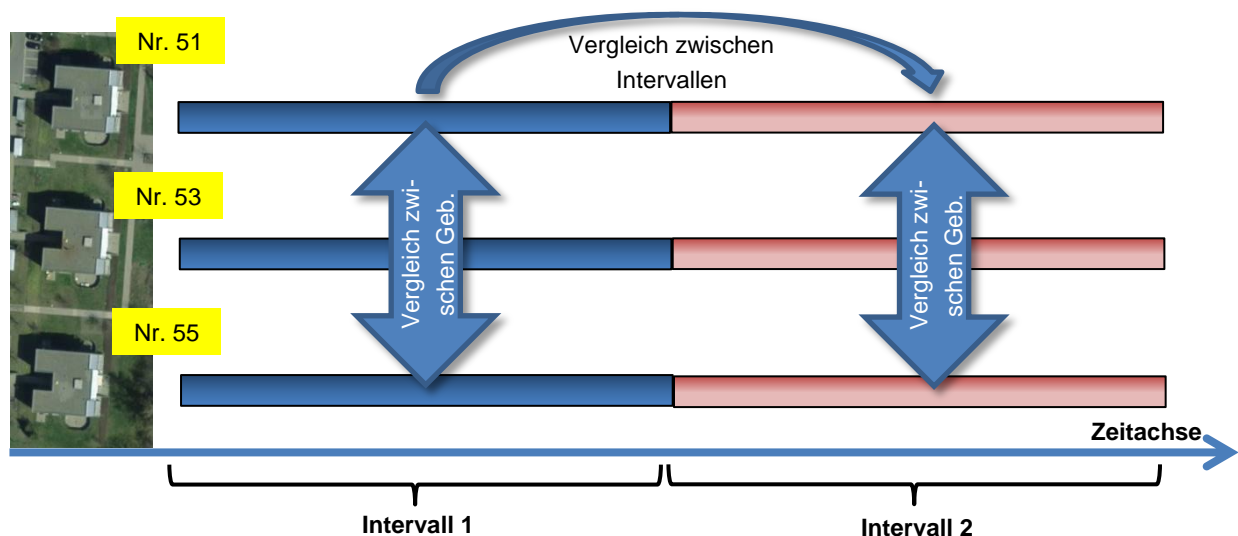 Nr. 51
Vergleich zwischen
Intervallen
Nr. 53
Vergleich zwi-
schen Geb.
Vergleich zwi-
schen Geb.
Nr. 55
Zeitachse
Intervall 1
Intervall 2